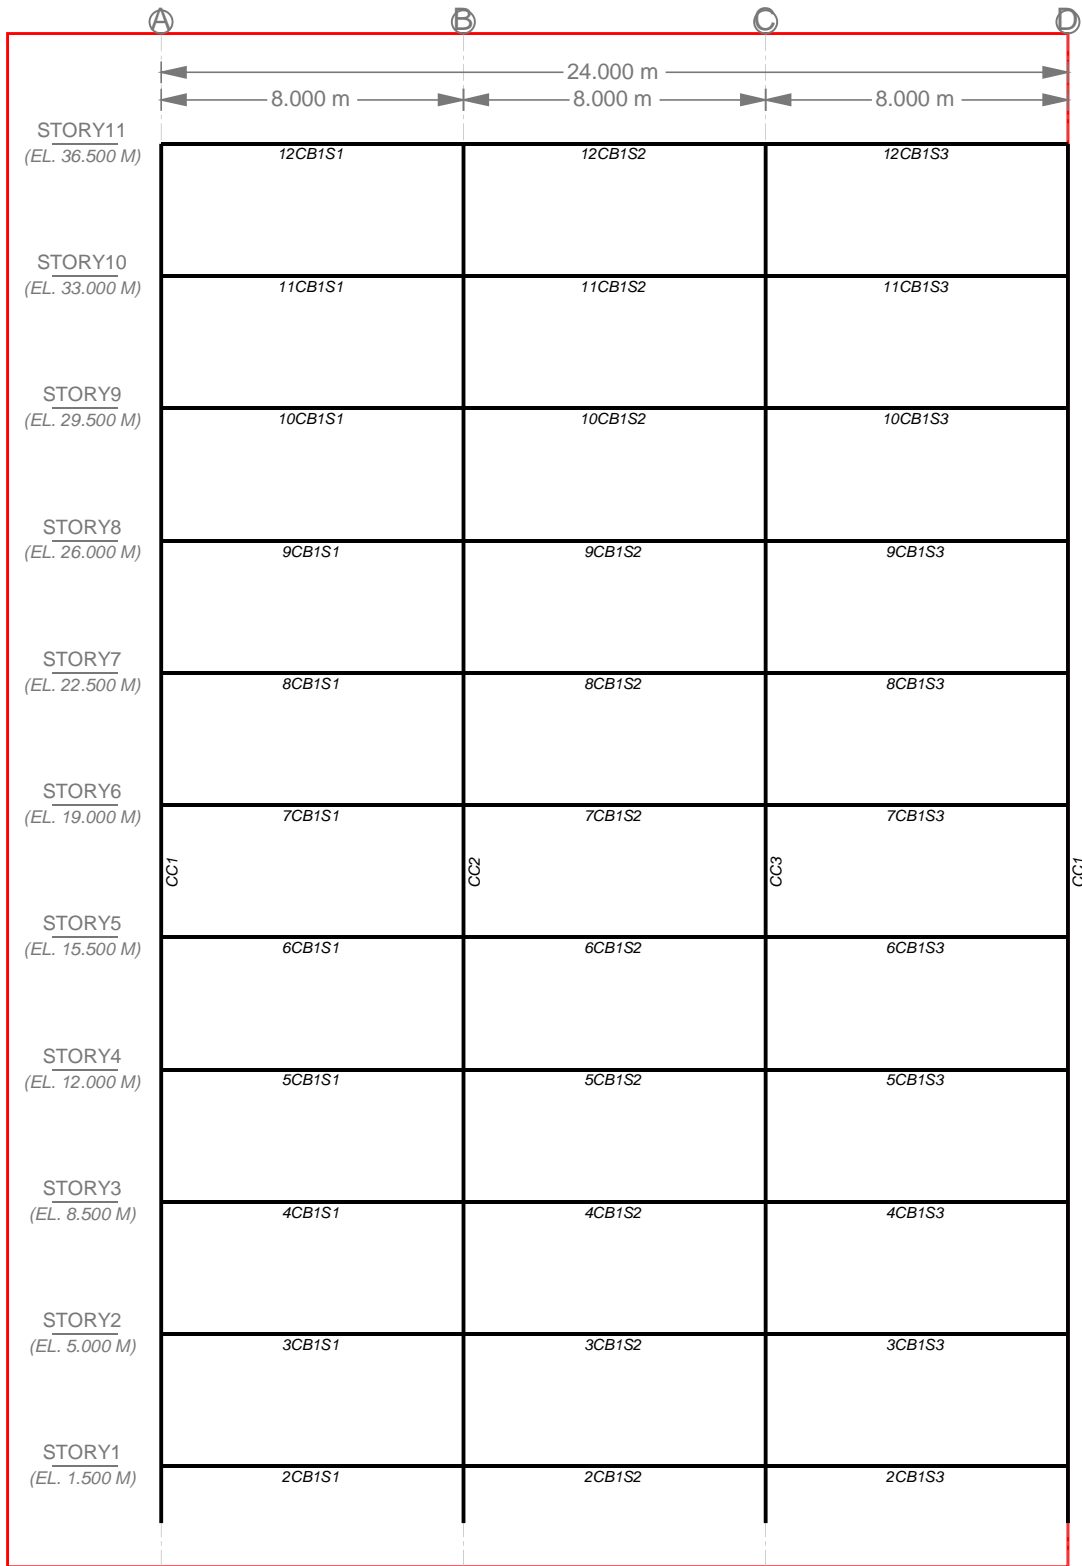 A B C D
24.000 m
8.000 m 8.000 m 8.000 m
STORY11
(EL. 36.500 M) 12CB1S1 12CB1S2 12CB1S3
STORY10
(EL. 33.000 M) 11CB1S1 11CB1S2 11CB1S3
STORY9
(EL. 29.500 M) 10CB1S1 10CB1S2 10CB1S3
STORY8
(EL. 26.000 M) 9CB1S1 9CB1S2 9CB1S3
STORY7
(EL. 22.500 M) 8CB1S1 8CB1S2 8CB1S3
STORY6
(EL. 19.000 M) 7CB1S1 7CB1S2 7CB1S3
CC1 CC2 CC3 CC1
STORY5
(EL. 15.500 M) 6CB1S1 6CB1S2 6CB1S3
STORY4
(EL. 12.000 M) 5CB1S1 5CB1S2 5CB1S3
STORY3
(EL. 8.500 M) 4CB1S1 4CB1S2 4CB1S3
STORY2
(EL. 5.000 M) 3CB1S1 3CB1S2 3CB1S3
STORY1
(EL. 1.500 M) 2CB1S1 2CB1S2 2CB1S3